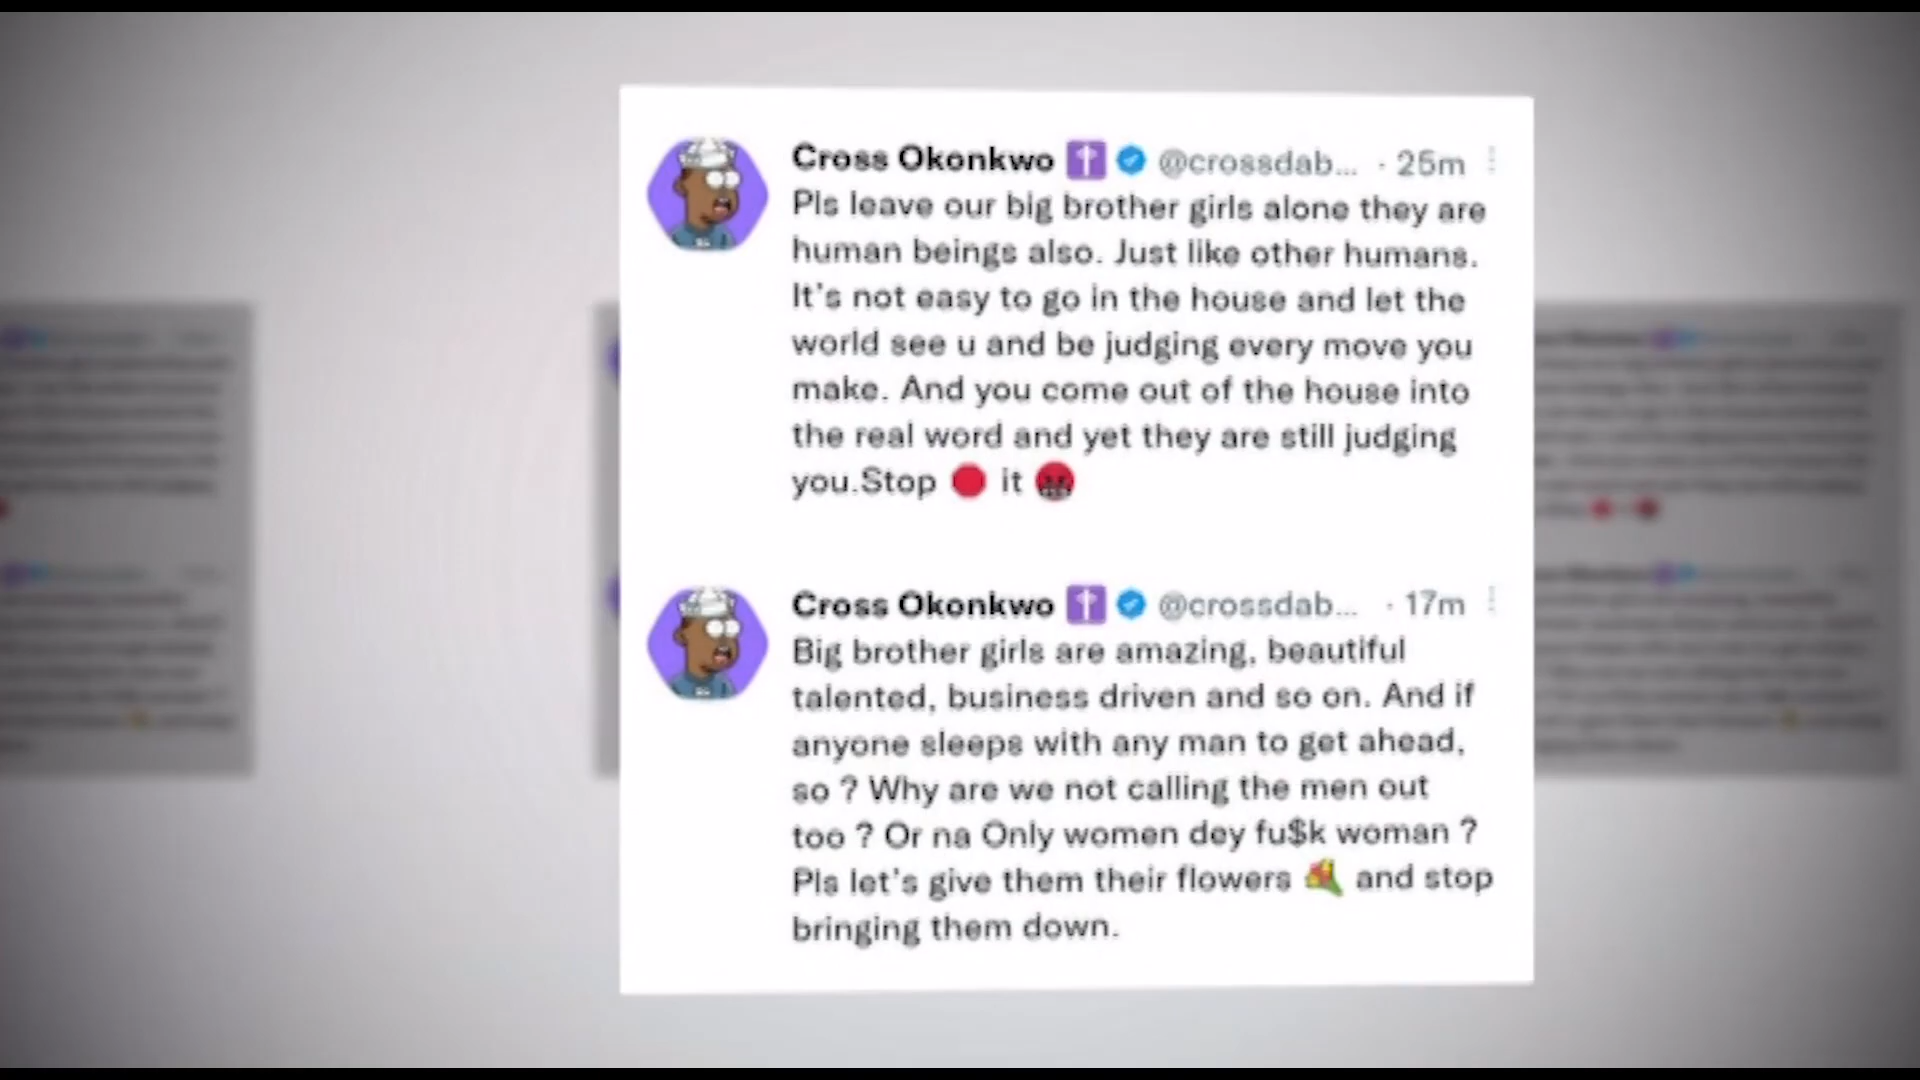 Cross Okonkwo @crossdab... · 25m
Pls leave our big brother girls alone they are
human beings also. Just like other humans.
It's not easy to go in the house and let the
world see u and be judging every move you
make. And you come out of the house into
the real word and yet they are still judging
you.Stop 🔴 it 🤬
Cross Okonkwo @crossdab... · 17m
Big brother girls are amazing, beautiful
talented, business driven and so on. And if
anyone sleeps with any man to get ahead,
so ? Why are we not calling the men out
too ? Or na Only women dey fu$k woman ?
Pls let's give them their flowers 💐 and stop
bringing them down.